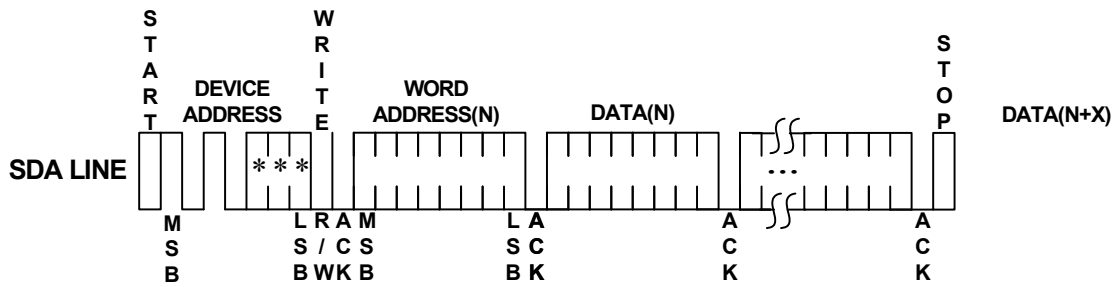 START
WRITE
STOP
DEVICE
ADDRESS
WORD
ADDRESS(N)
DATA(N)
DATA(N+X)
SDA LINE
* * *
...
MSB
LSB
R/W
ACK
MSB
LSB
ACK
ACK
ACK